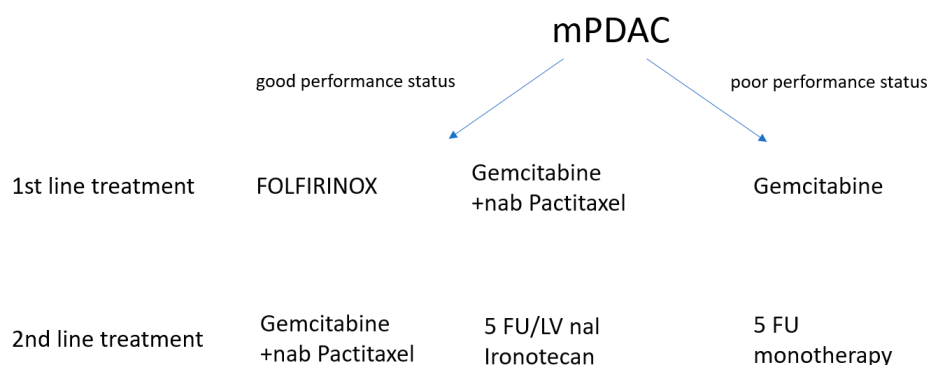 mPDAC
good performance status
poor performance status
1st line treatment
FOLFIRINOX
Gemcitabine
+nab Pactitaxel
Gemcitabine
2nd line treatment
Gemcitabine
+nab Pactitaxel
5 FU/LV nal
Ironotecan
5 FU
monotherapy